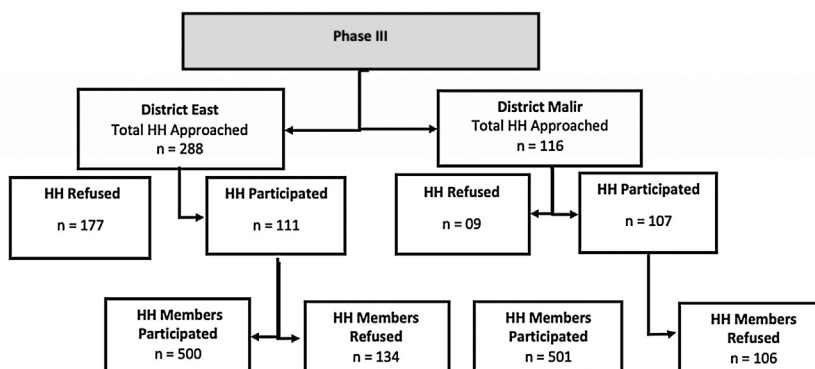 Phase III
District East
Total HH Approached
n = 288
District Malir
Total HH Approached
n = 116
HH Refused
n = 177
HH Participated
n = 111
HH Refused
n = 09
HH Participated
n = 107
HH Members
Participated
n = 500
HH Members
Refused
n = 134
HH Members
Participated
n = 501
HH Members
Refused
n = 106